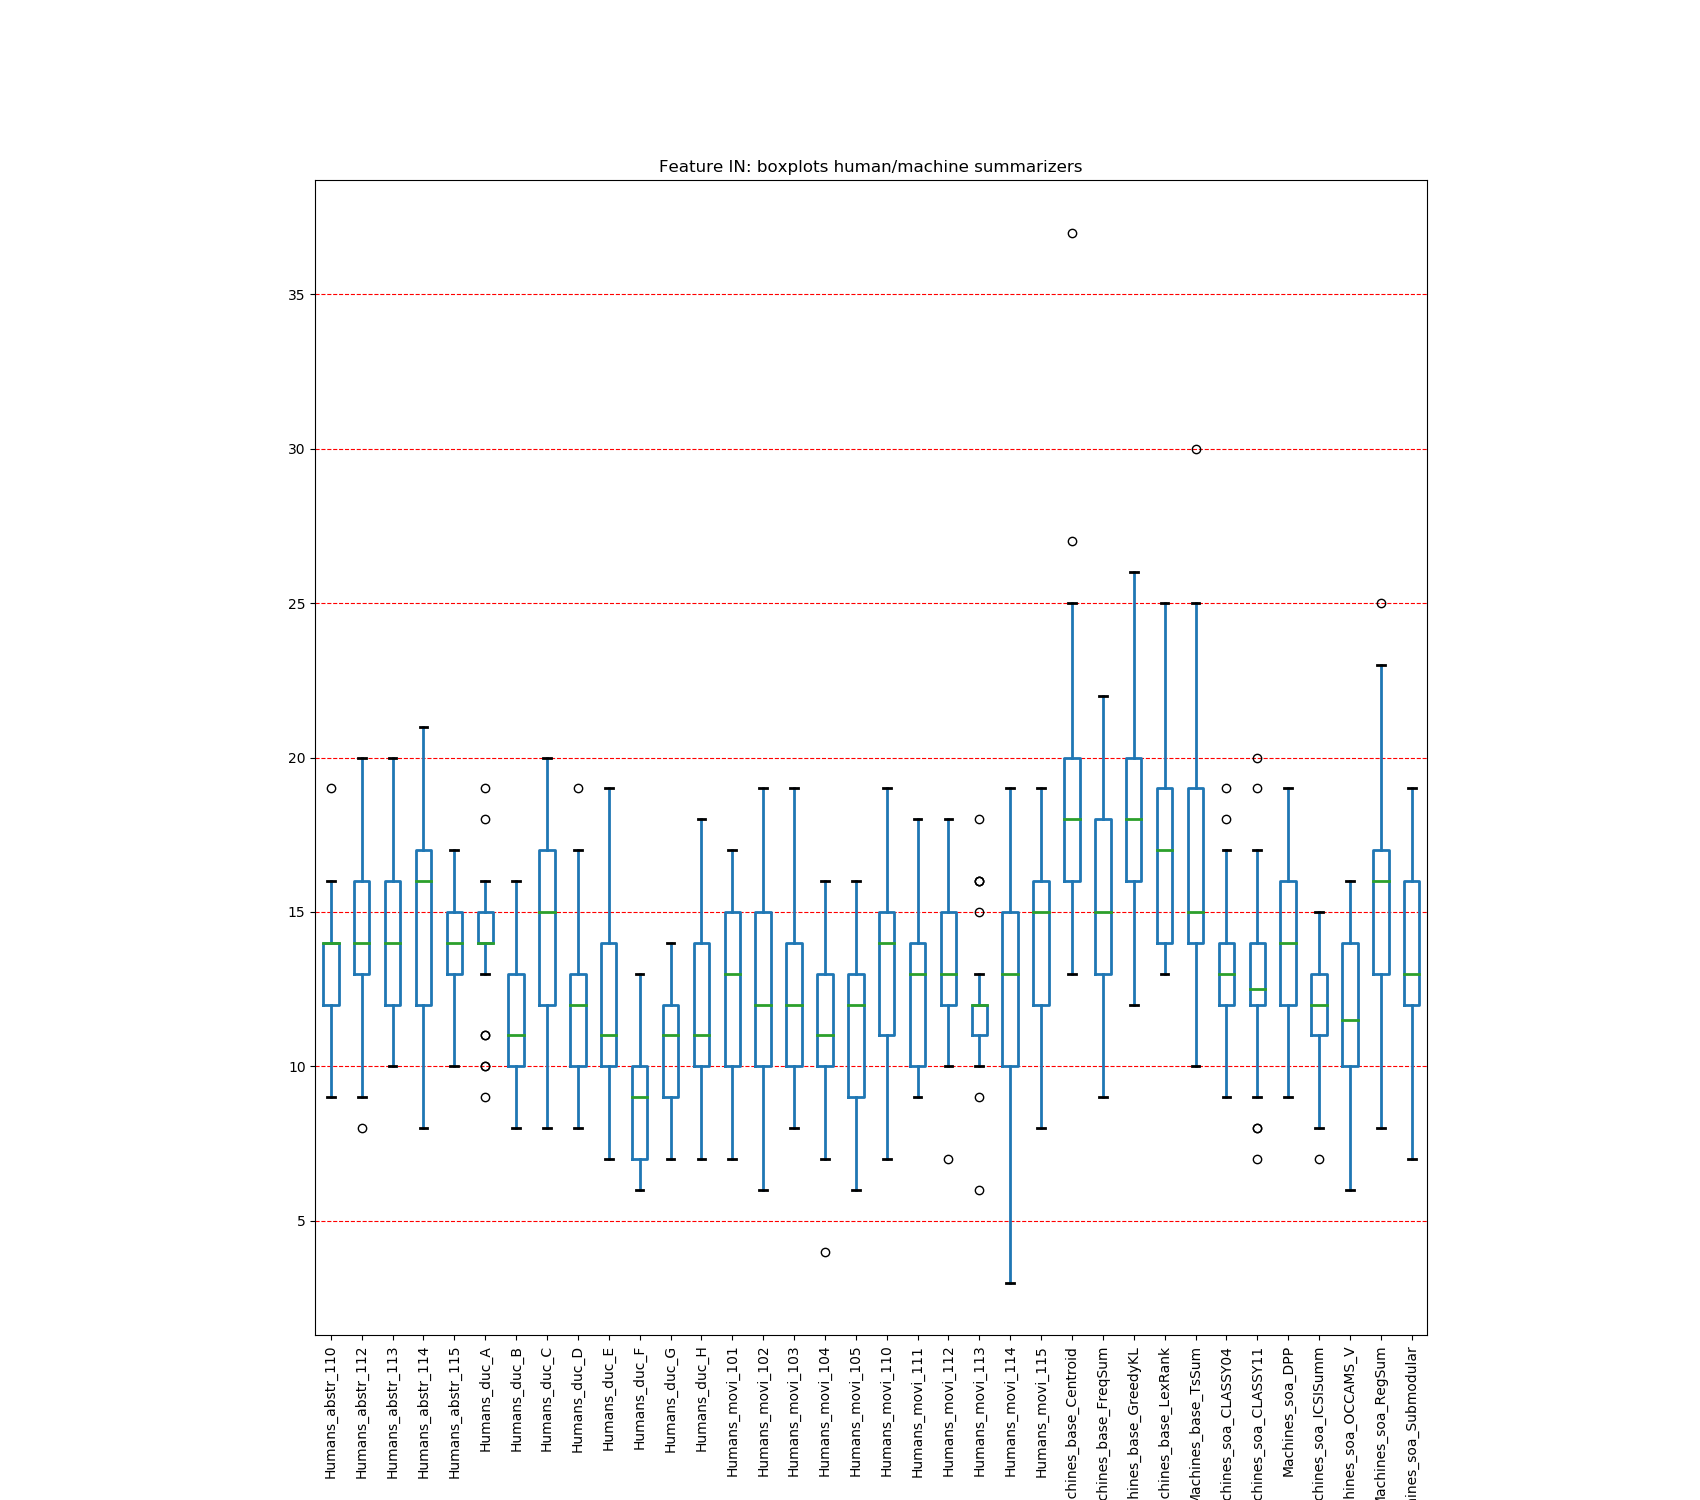 Feature IN: boxplots human/machine summarizers
35
30
25
20
15
10
5
Humans_abstr_110
Humans_abstr_112
Humans_abstr_113
Humans_abstr_114
Humans_abstr_115
Humans_duc_A
Humans_duc_B
Humans_duc_C
Humans_duc_D
Humans_duc_E
Humans_duc_F
Humans_duc_G
Humans_duc_H
Humans_movi_101
Humans_movi_102
Humans_movi_103
Humans_movi_104
Humans_movi_105
Humans_movi_110
Humans_movi_111
Humans_movi_112
Humans_movi_113
Humans_movi_114
Humans_movi_115
chines_base_Centroid
chines_base_FreqSum
hines_base_GreedyKL
chines_base_LexRank
Machines_base_TsSum
chines_soa_CLASSY04
chines_soa_CLASSY11
Machines_soa_DPP
chines_soa_ICSISumm
hines_soa_OCCAMS_V
Machines_soa_RegSum
ines_soa_Submodular